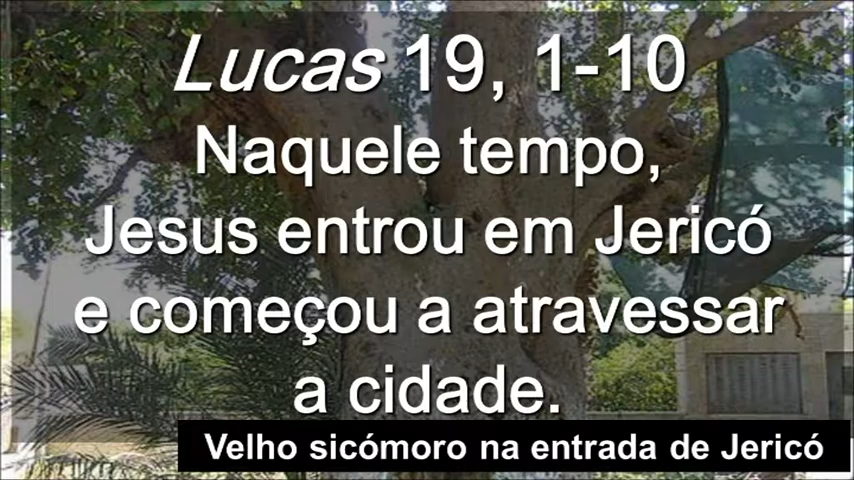 Lucas 19, 1-10
Naquele tempo,
Jesus entrou em Jericó
e começou a atravessar
a cidade.
Velho sicómoro na entrada de Jericó